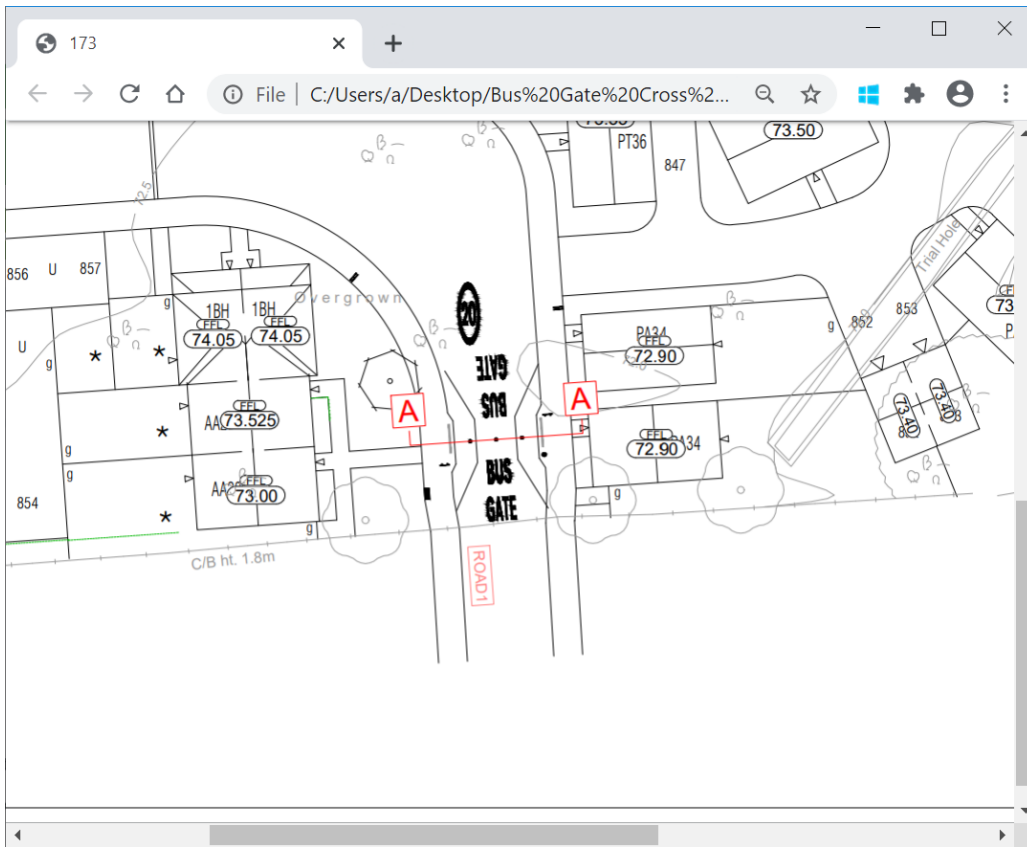 173
File
C:/Users/a/Desktop/Bus%20Gate%20Cross%2...
PT36
73.50
847
72.5
Trial Hole
856
U
857
g
Overgrown
1BH
1BH
FFL
74.05
74.05
20
GATE
BUS
PA34
FFL
72.90
g
852
853
U
g
*
*
A
A
FFL
73.525
*
g
g
FFL
72.90
73.40
73.40
BUS
GATE
854
FFL
73.00
*
g
g
C/B ht. 1.8m
ROAD1